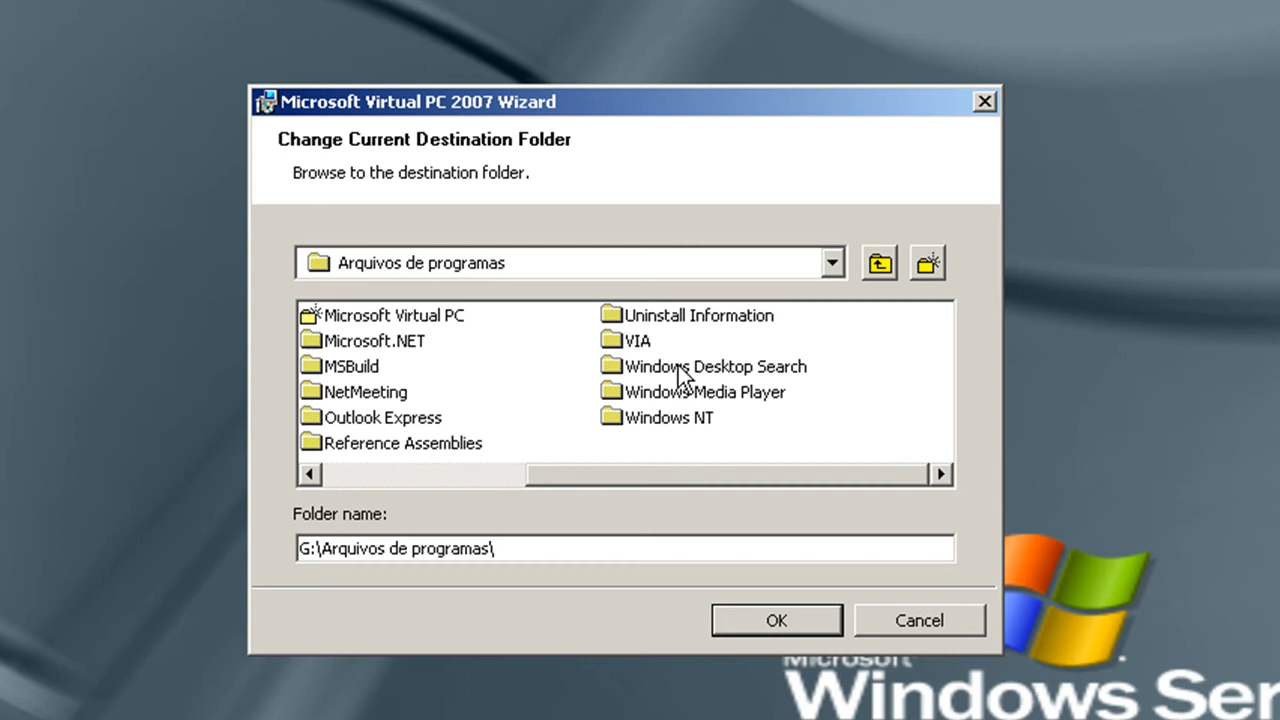 Microsoft Virtual PC 2007 Wizard
Change Current Destination Folder
Browse to the destination folder.
Arquivos de programas
Microsoft Virtual PC
Microsoft.NET
MSBuild
NetMeeting
Outlook Express
Reference Assemblies
Uninstall Information
VIA
Windows Desktop Search
Windows Media Player
Windows NT
Folder name:
G:\Arquivos de programas\
OK
Cancel
Microsoft
Windows Ser